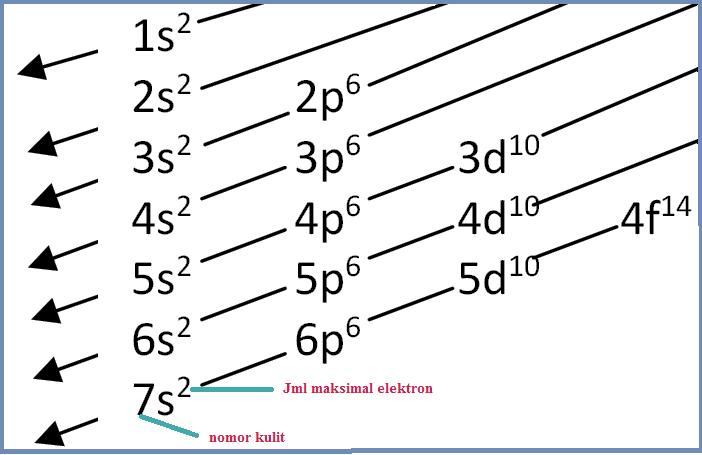 1s²
2s² 2p⁶
3s² 3p⁶ 3d¹⁰
4s² 4p⁶ 4d¹⁰ 4f¹⁴
5s² 5p⁶ 5d¹⁰
6s² 6p⁶
7s² Jml maksimal elektron
nomor kulit